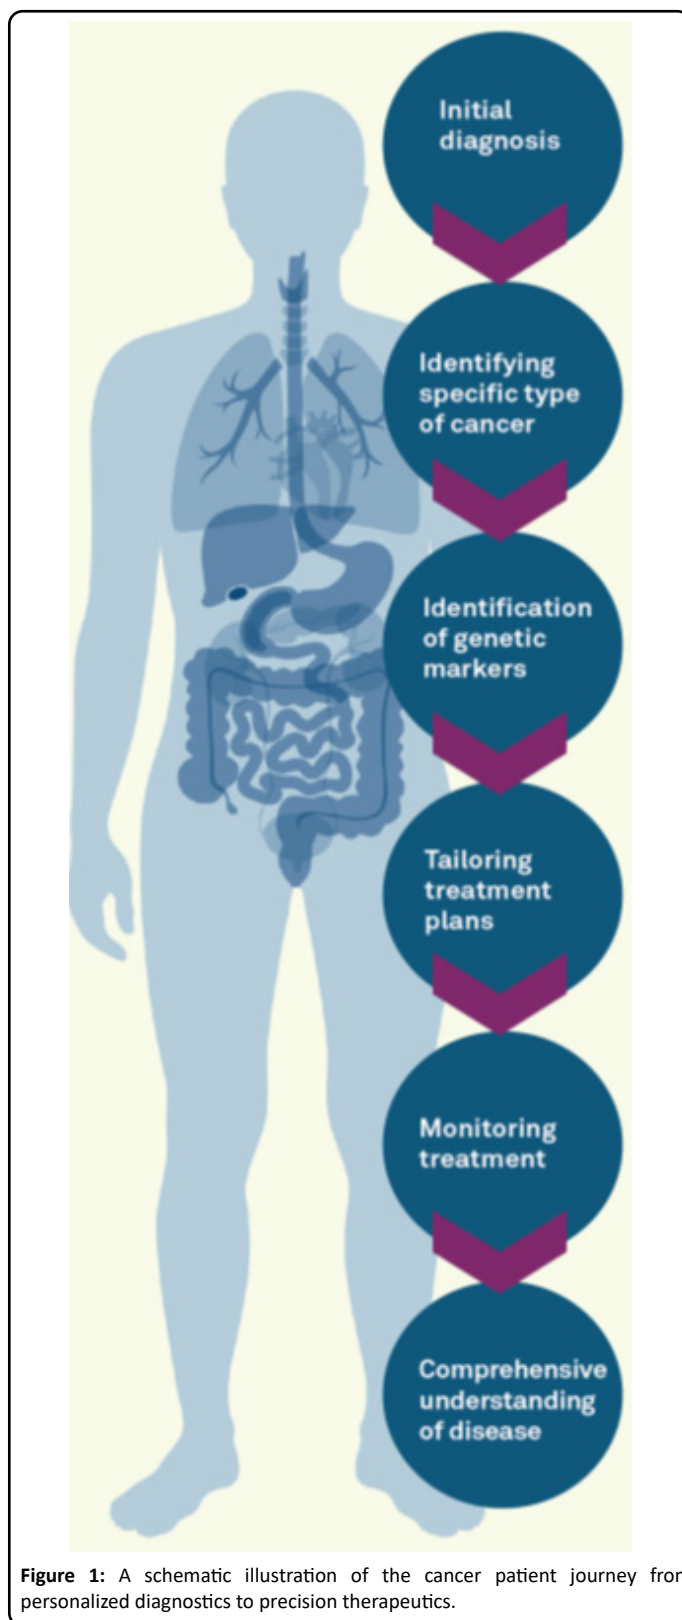 Initial
diagnosis
Identifying
specific type
of cancer
Identification
of genetic
markers
Tailoring
treatment
plans
Monitoring
treatment
Comprehensive
understanding
of disease
Figure 1: A schematic illustration of the cancer patient journey from
personalized diagnostics to precision therapeutics.